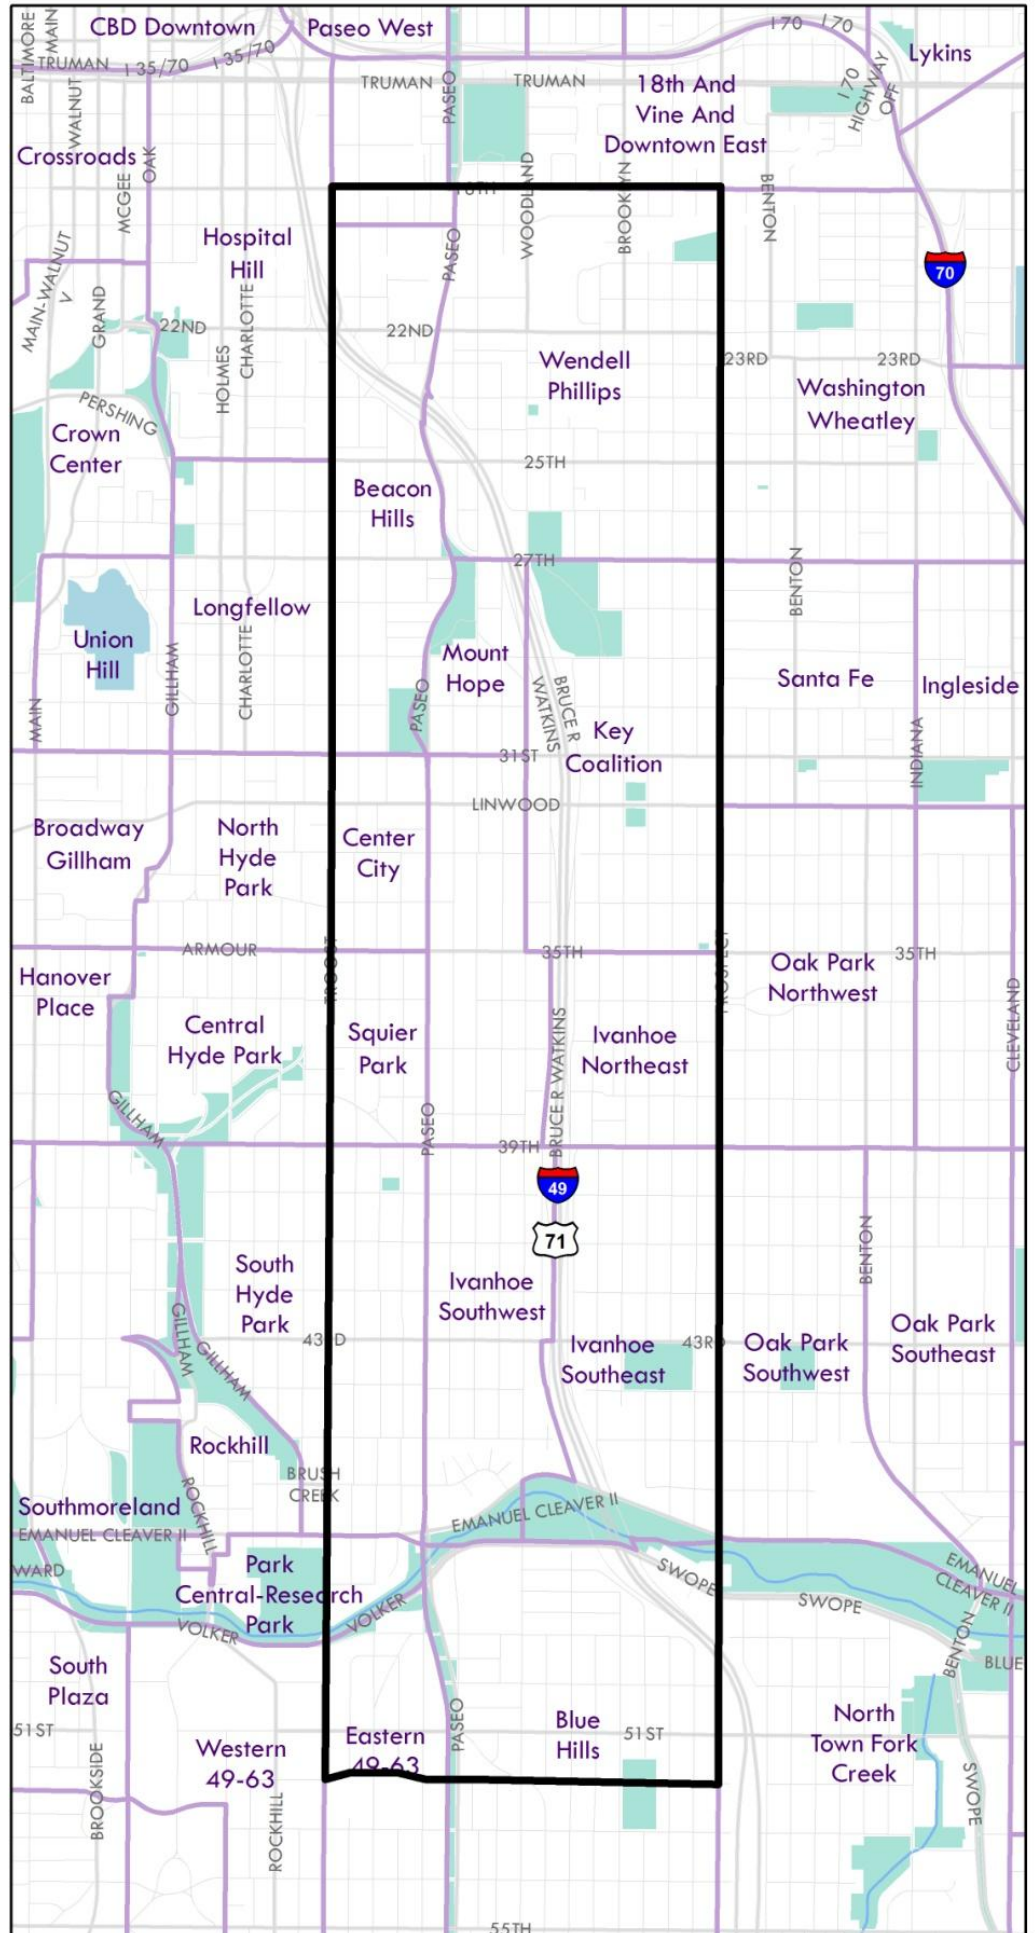 CBD Downtown
Paseo West
BALTIMORE
MAIN
TRUMAN
I 35/70
I 35/70
I 70
I 70
Lykins
WALNUT
TRUMAN
PASEO
TRUMAN
18th And
Vine And
Downtown East
I 70
HIGHWAY
OFF
Crossroads
OAK
MCGEE
WOODLAND
BENTON
MAIN-WALNUT
V
Hospital
Hill
PASEO
70
GRAND
22ND
CHARLOTTE
HOLMES
22ND
Wendell
Phillips
23RD
23RD
Washington
Wheatley
PERSHING
Crown
Center
25TH
Beacon
Hills
27TH
BENTON
Union
Hill
Longfellow
GILLHAM
CHARLOTTE
MAIN
Mount
Hope
PASEO
BRUCE R
WATKINS
Key
Coalition
Santa Fe
Ingleside
INDIANA
31ST
LINWOOD
Broadway
Gillham
North
Hyde
Park
Center
City
ARMOUR
35TH
35TH
Hanover
Place
Central
Hyde Park
Squier
Park
Ivanhoe
Northeast
Oak Park
Northwest
CLEVELAND
GILLHAM
PASEO
BRUCE R WATKINS
39TH
49
71
South
Hyde
Park
Ivanhoe
Southwest
BENTON
GILLHAM
GILLHAM
Ivanhoe
Southeast
43RD
Oak Park
Southwest
Oak Park
Southeast
Rockhill
BRUSH
CREEK
ROCKHILL
Southmoreland
EMANUEL CLEAVER II
EMANUEL CLEAVER II
WARD
Park
Central-Research
Park
VOLKER
VOLKER
SWOPE
SWOPE
EMANUEL
CLEAVER II
South
Plaza
BENTON
BLUE
51ST
Western
49-63
Eastern
49-63
PASEO
Blue
Hills
51ST
North
Town Fork
Creek
BROOKSIDE
ROCKHILL
SWOPE
55TH